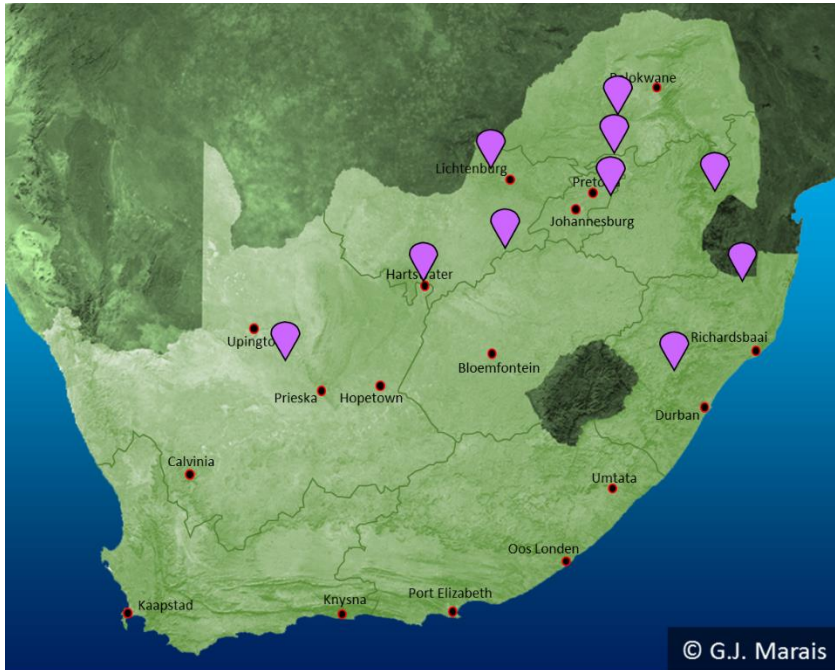 Polokwane
Lichtenburg
Pretoria
Johannesburg
Hartswater
Upington
Richardsbaai
Bloemfontein
Prieska
Hopetown
Durban
Calvinia
Umtata
Oos Londen
Kaapstad
Knysna
Port Elizabeth
© G.J. Marais